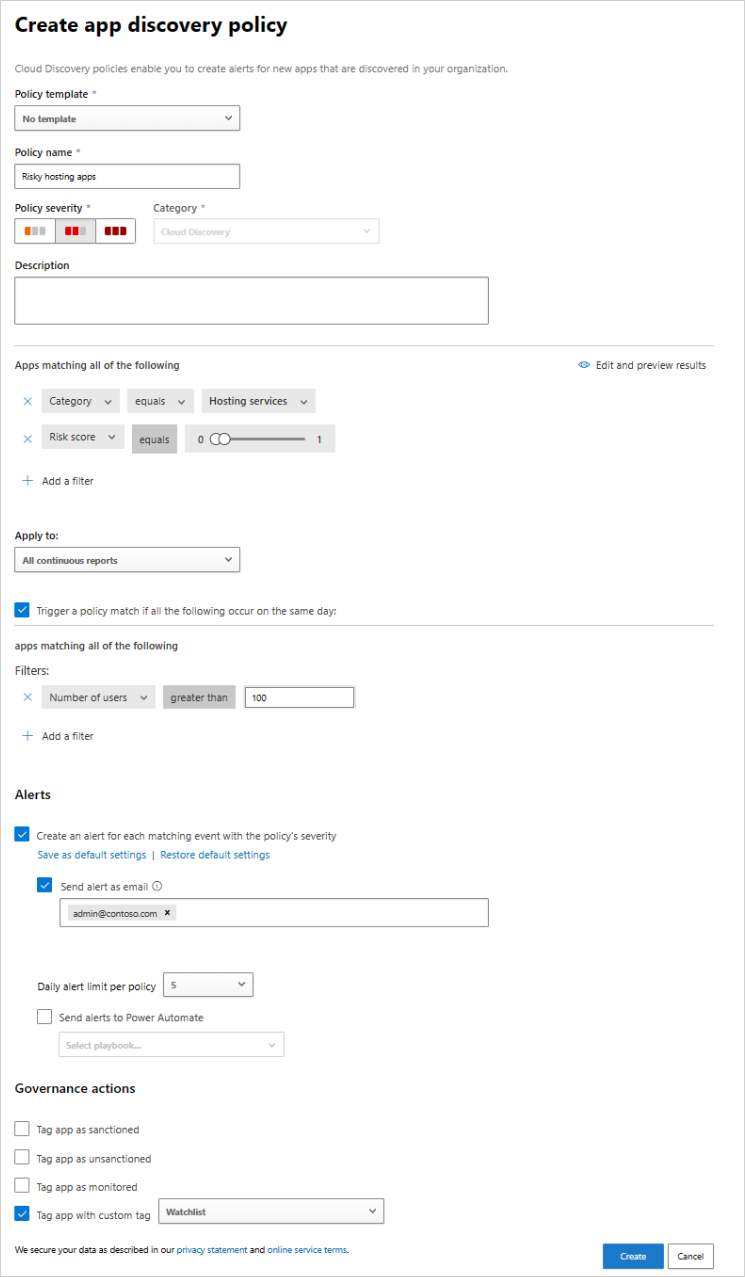 Create app discovery policy
Cloud Discovery policies enable you to create alerts for new apps that are discovered in your organization.
Policy template *
No template
Policy name *
Risky hosting apps
Policy severity * Category *
Cloud Discovery
Description
Apps matching all of the following Edit and preview results
Category equals Hosting services
Risk score equals 0 1
Add a filter
Apply to:
All continuous reports
Trigger a policy match if all the following occur on the same day:
apps matching all of the following
Filters:
Number of users greater than 100
Add a filter
Alerts
Create an alert for each matching event with the policy's severity
Save as default settings | Restore default settings
Send alert as email
admin@contoso.com x
Daily alert limit per policy 5
Send alerts to Power Automate
Select playbook...
Governance actions
Tag app as sanctioned
Tag app as unsanctioned
Tag app as monitored
Tag app with custom tag Watchlist
We secure your data as described in our privacy statement and online service terms.
Create Cancel